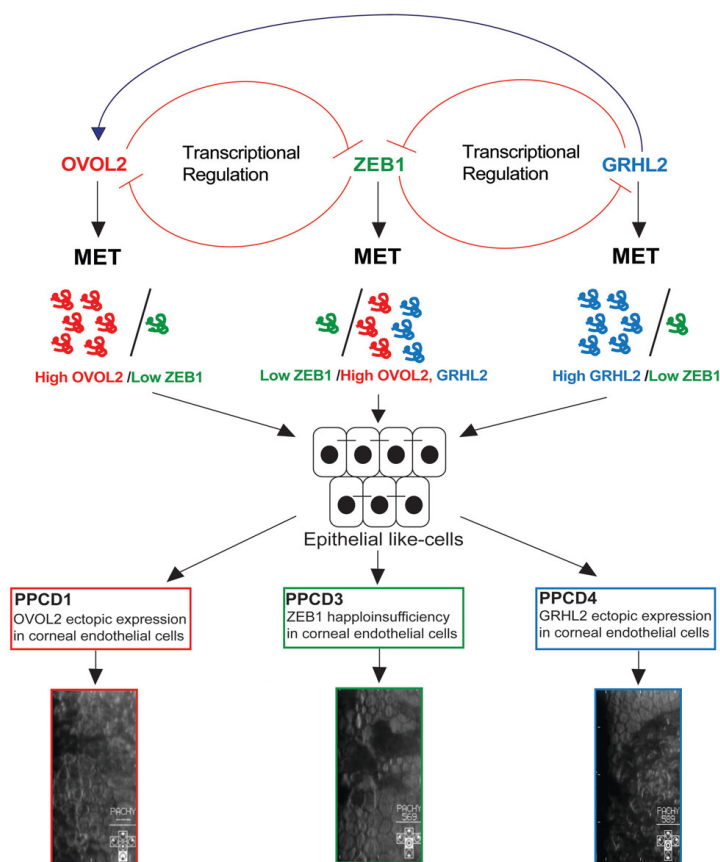 Transcriptional
Regulation
Transcriptional
Regulation
OVOL2
ZEB1
GRHL2
MET
MET
MET
High OVOL2 /Low ZEB1
Low ZEB1 /High OVOL2, GRHL2
High GRHL2 /Low ZEB1
Epithelial like-cells
PPCD1
OVOL2 ectopic expression
in corneal endothelial cells
PPCD3
ZEB1 happloinsufficiency
in corneal endothelial cells
PPCD4
GRHL2 ectopic expression
in corneal endothelial cells
PACHY
PACHY
569
PACHY
589